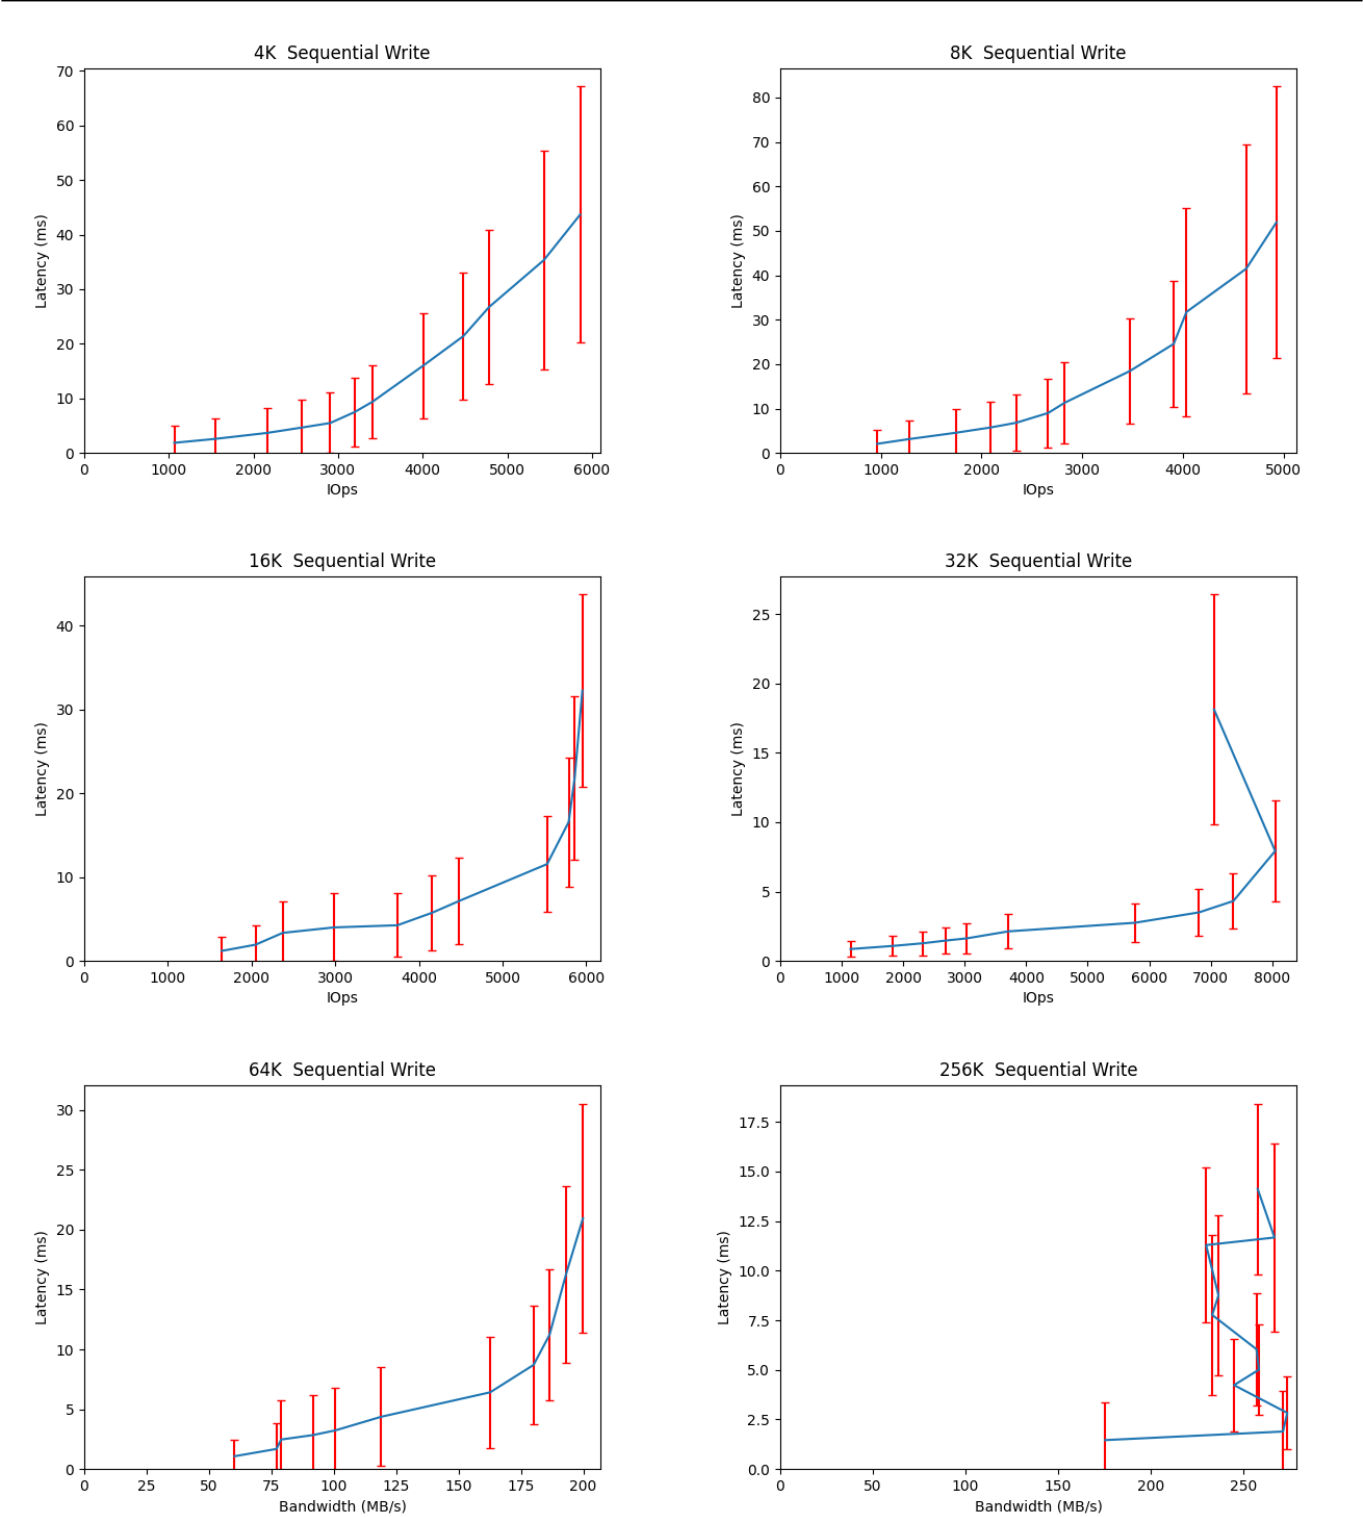 4K  Sequential Write
70
60
50
40
30
20
10
0
Latency (ms)
0 1000 2000 3000 4000 5000 6000
IOps
8K  Sequential Write
80
70
60
50
40
30
20
10
0
Latency (ms)
0 1000 2000 3000 4000 5000
IOps
16K  Sequential Write
40
30
20
10
0
Latency (ms)
0 1000 2000 3000 4000 5000 6000
IOps
32K  Sequential Write
25
20
15
10
5
0
Latency (ms)
0 1000 2000 3000 4000 5000 6000 7000 8000
IOps
64K  Sequential Write
30
25
20
15
10
5
0
Latency (ms)
0 25 50 75 100 125 150 175 200
Bandwidth (MB/s)
256K  Sequential Write
17.5
15.0
12.5
10.0
7.5
5.0
2.5
0.0
Latency (ms)
0 50 100 150 200 250
Bandwidth (MB/s)